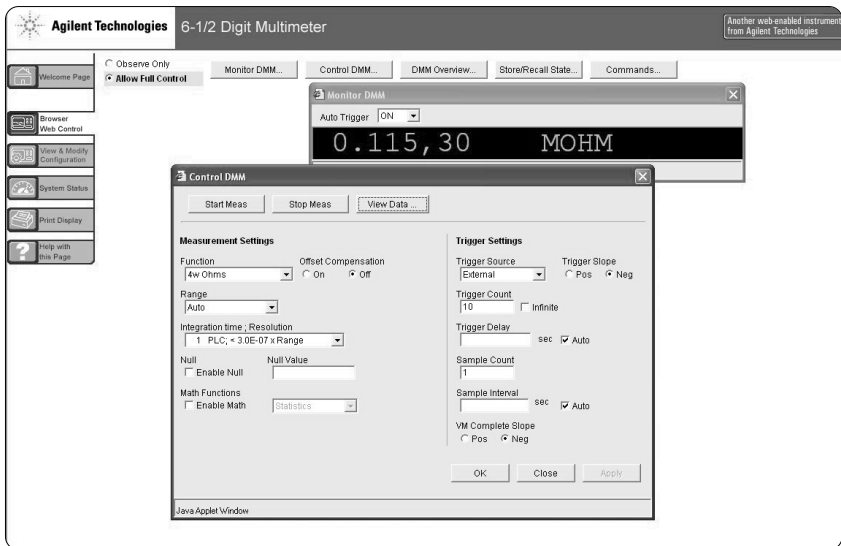 Agilent Technologies 6-1/2 Digit Multimeter
Another web-enabled instrument
from Agilent Technologies
Welcome Page
Browser
Web Control
View & Modify
Configuration
System Status
Print Display
Help with
this Page
Observe Only
Allow Full Control
Monitor DMM...
Control DMM...
DMM Overview...
Store/Recall State...
Commands...
Monitor DMM
Auto Trigger ON
0.115,30 MOHM
Control DMM
Start Meas
Stop Meas
View Data ...
Measurement Settings
Function
4w Ohms
Offset Compensation
On Off
Range
Auto
Integration time ; Resolution
1 PLC; < 3.0E-07 x Range
Null
Enable Null
Null Value
Math Functions
Enable Math
Statistics
Trigger Settings
Trigger Source
External
Trigger Slope
Pos Neg
Trigger Count
10
Infinite
Trigger Delay
sec Auto
Sample Count
1
Sample Interval
sec Auto
VM Complete Slope
Pos Neg
OK
Close
Apply
Java Applet Window